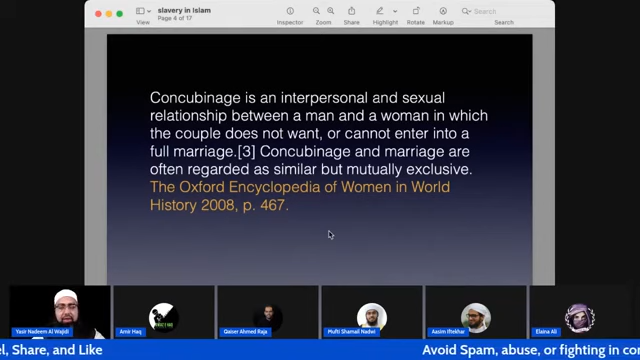 slavery in Islam
Page 4 of 17
Inspector
Zoom
Share
Highlight
Rotate
Markup
Search
Search
Concubinage is an interpersonal and sexual
relationship between a man and a woman in which
the couple does not want, or cannot enter into a
full marriage.[3] Concubinage and marriage are
often regarded as similar but mutually exclusive.
The Oxford Encyclopedia of Women in World
History 2008, p. 467.
Yasir Nadeem Al Wajidi
Amir Haq
Qaiser Ahmed Raja
Mufti Shamail Nadwi
Aasim Iftekhar
Elaina Ali
el, Share, and Like
Avoid Spam, abuse, or fighting in co